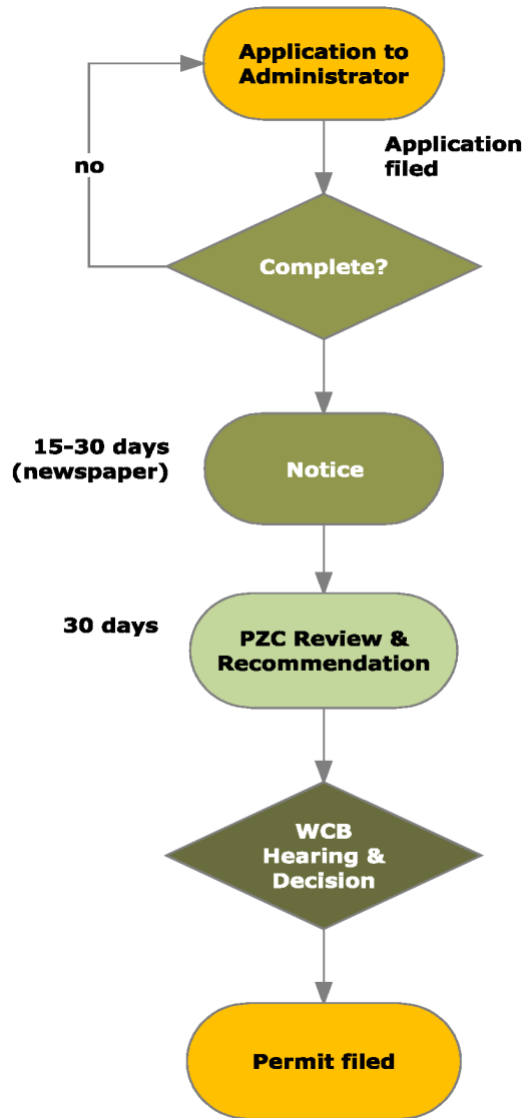 Application to
Administrator
Application
filed
no
Complete?
15-30 days
(newspaper)
Notice
30 days
PZC Review &
Recommendation
WCB
Hearing &
Decision
Permit filed